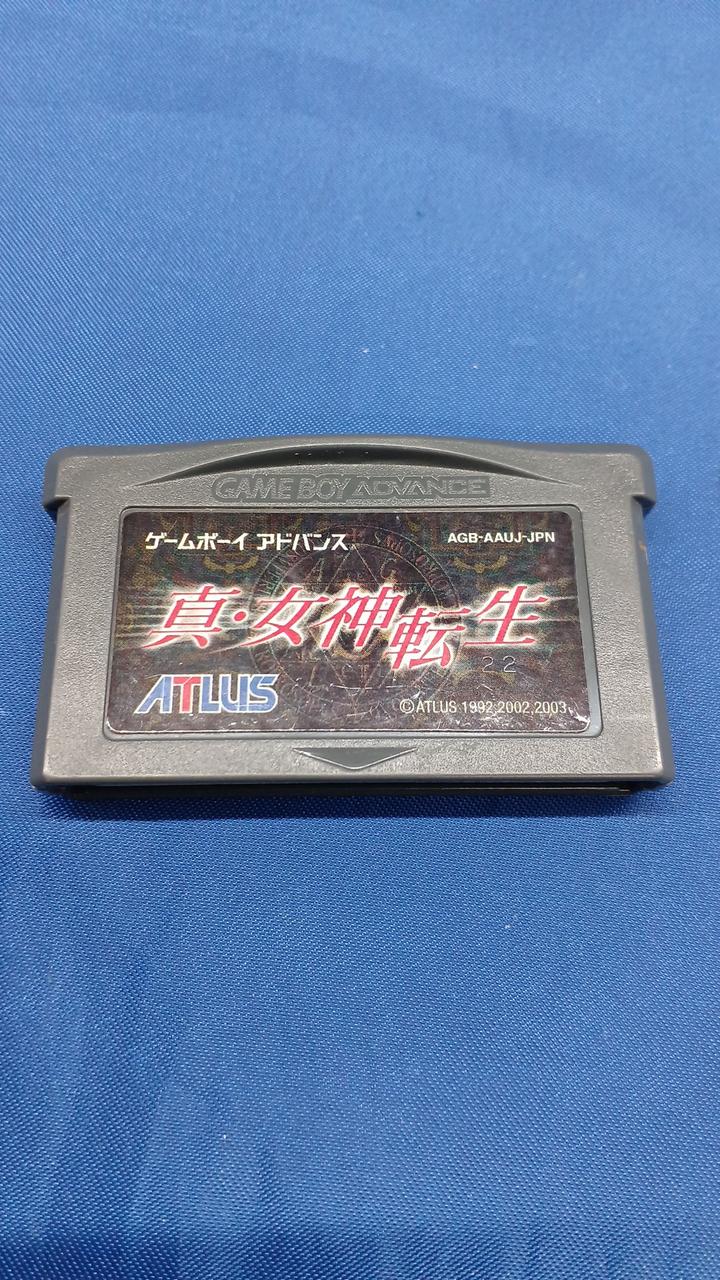 GAME BOY ADVANCE
ゲームボーイ アドバンス
AGB-AAUJ-JPN
真・女神転生
22
ATLUS
©ATLUS 1992,2002,2003